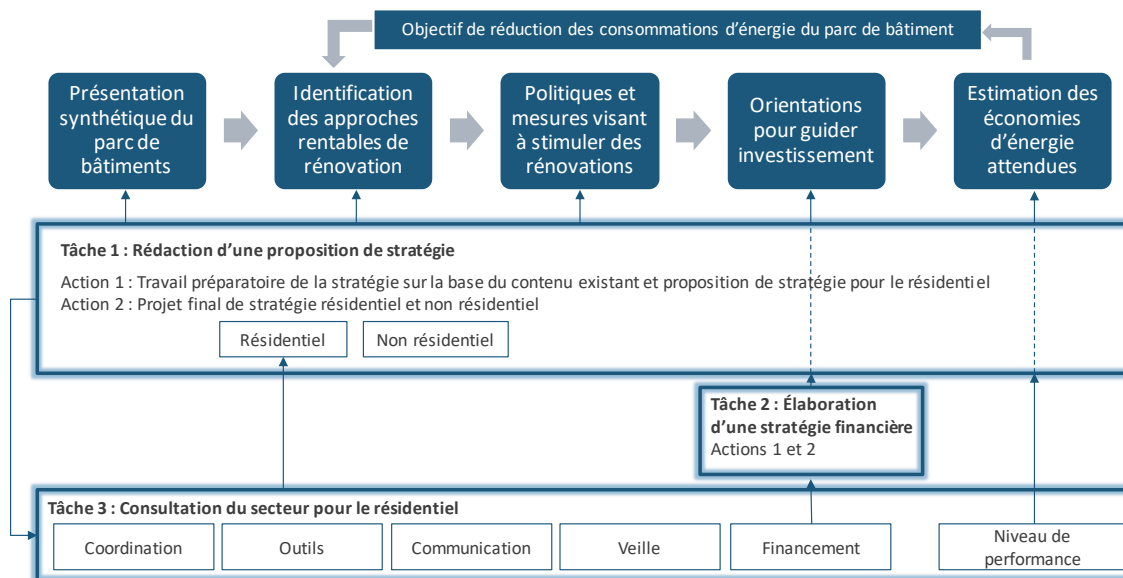 Objectif de réduction des consommations d'énergie du parc de bâtiment
Présentation
synthétique du
parc de
bâtiments
Identification
des approches
rentables de
rénovation
Politiques et
mesures visant
à stimuler des
rénovations
Orientations
pour guider
investissement
Estimation des
économies
d'énergie
attendues
Tâche 1 : Rédaction d'une proposition de stratégie
Action 1 : Travail préparatoire de la stratégie sur la base du contenu existant et proposition de stratégie pour le résidentiel
Action 2 : Projet final de stratégie résidentiel et non résidentiel
Résidentiel
Non résidentiel
Tâche 2 : Élaboration
d'une stratégie financière
Actions 1 et 2
Tâche 3 : Consultation du secteur pour le résidentiel
Coordination
Outils
Communication
Veille
Financement
Niveau de
performance